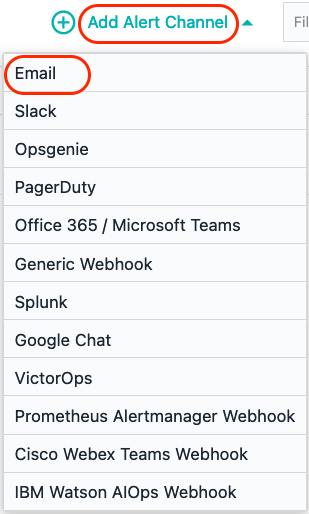 Add Alert Channel
Fil
Email
Slack
Opsgenie
PagerDuty
Office 365 / Microsoft Teams
Generic Webhook
Splunk
Google Chat
VictorOps
Prometheus Alertmanager Webhook
Cisco Webex Teams Webhook
IBM Watson AIOps Webhook